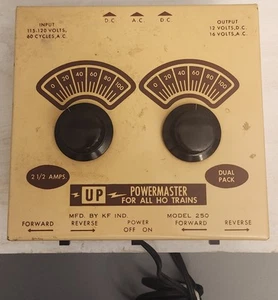 D.C. A.C. D.C.
INPUT
115-120 VOLTS,
60 CYCLES, A.C.
OUTPUT
12 VOLTS, D.C.
16 VOLTS, A.C.
0 20 40 60 80 100
0 20 40 60 80 100
2 1/2 AMPS
DUAL
PACK
UP POWERMASTER
FOR ALL HO TRAINS
MFD. BY KF IND. POWER MODEL 250
FORWARD REVERSE OFF ON FORWARD REVERSE